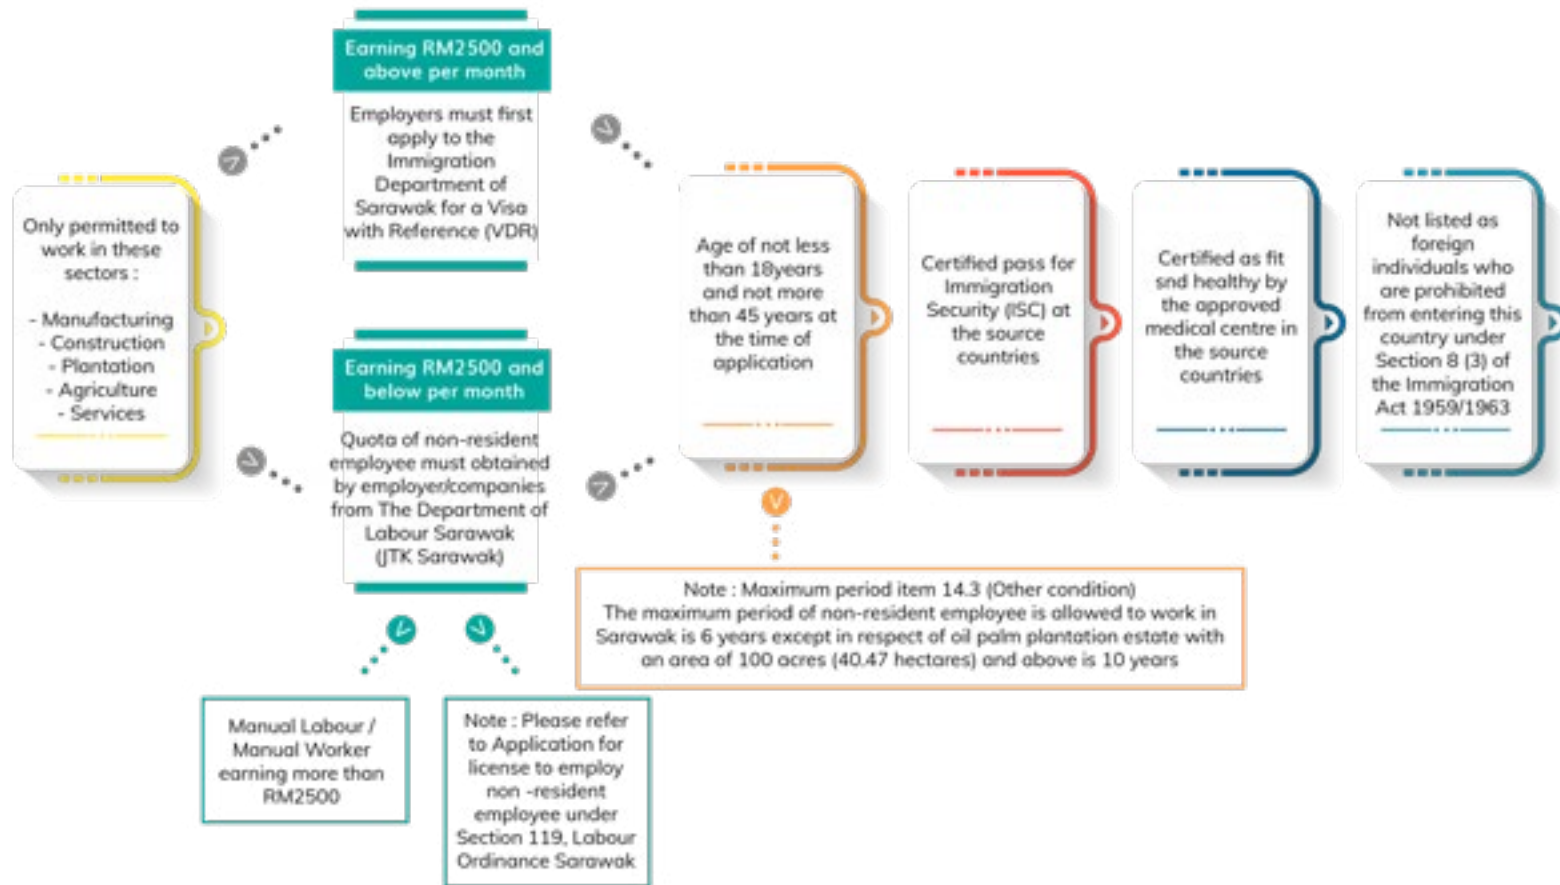 Only permitted to
work in these
sectors :
- Manufacturing
- Construction
- Plantation
- Agriculture
- Services
Earning RM2500 and
above per month
Employers must first
apply to the
Immigration
Department of
Sarawak for a Visa
with Reference (VDR)
Earning RM2500 and
below per month
Quota of non-resident
employee must obtained
by employer/companies
from The Department of
Labour Sarawak
(JTK Sarawak)
Manual Labour /
Manual Worker
earning more than
RM2500
Note : Please refer
to Application for
license to employ
non -resident
employee under
Section 119, Labour
Ordinance Sarawak
Age of not less
than 18years
and not more
than 45 years at
the time of
application
Note : Maximum period item 14.3 (Other condition)
The maximum period of non-resident employee is allowed to work in
Sarawak is 6 years except in respect of oil palm plantation estate with
an area of 100 acres (40.47 hectares) and above is 10 years
Certified pass for
Immigration
Security (ISC) at
the source
countries
Certified as fit
snd healthy by
the approved
medical centre in
the source
countries
Not listed as
foreign
individuals who
are prohibited
from entering this
country under
Section 8 (3) of
the Immigration
Act 1959/1963